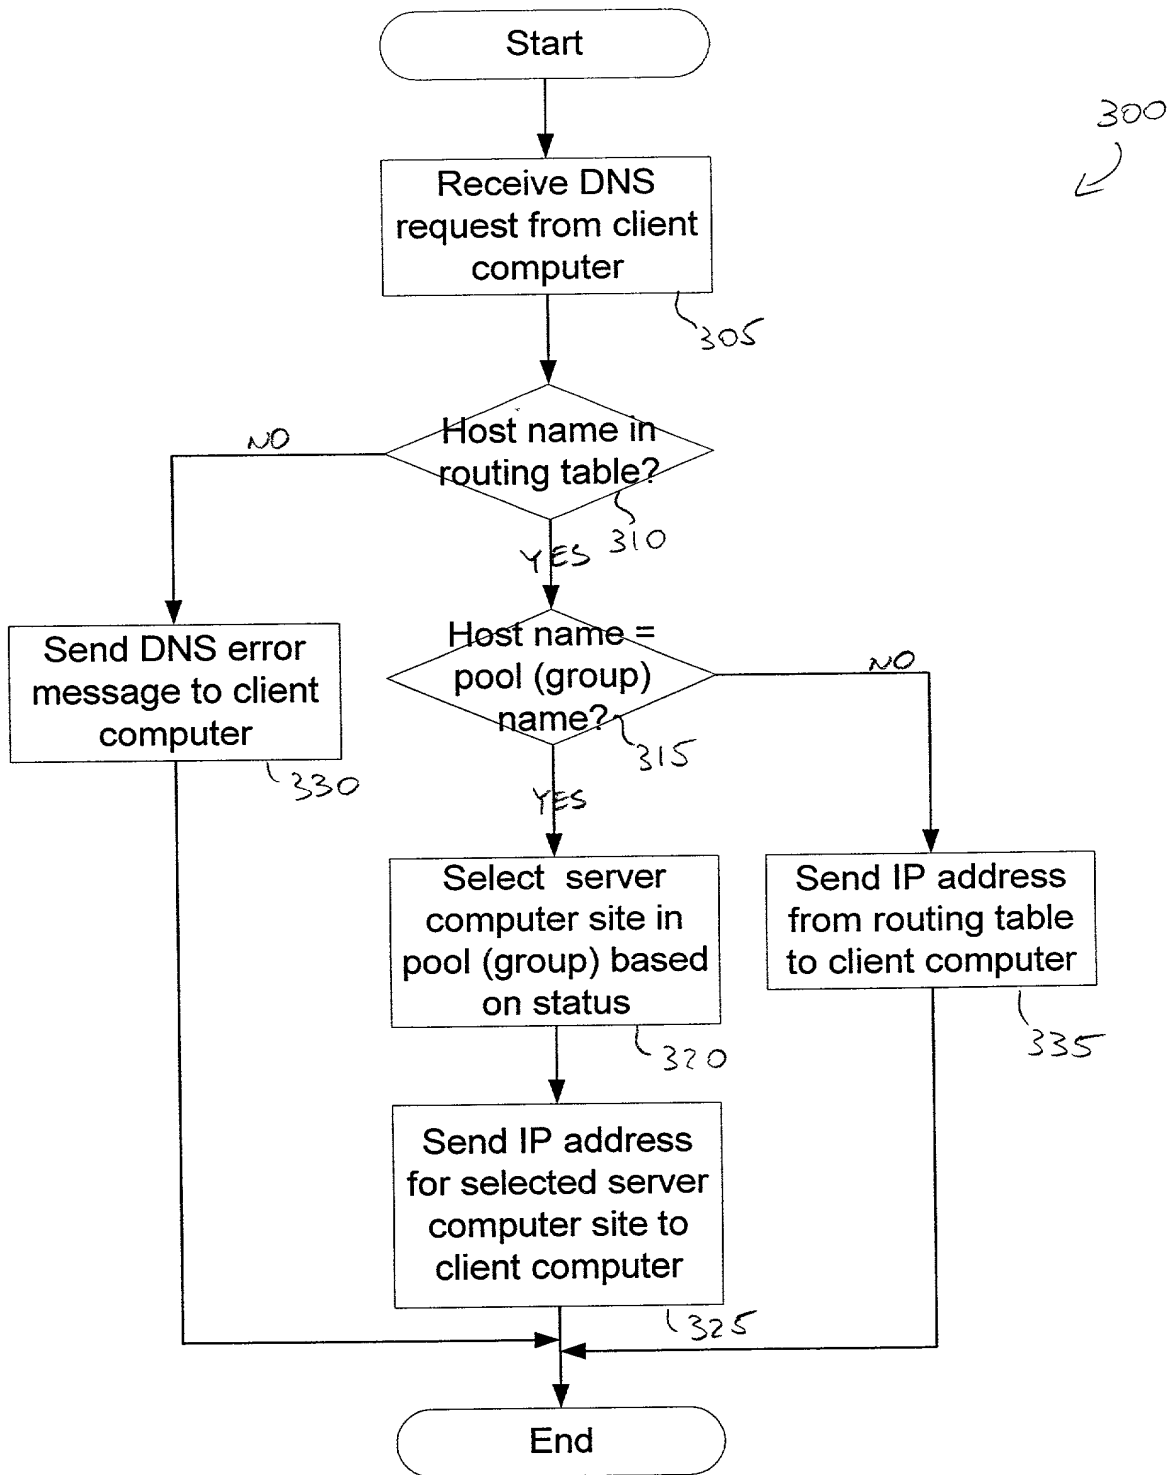 Start
300
Receive DNS
request from client
computer
305
Host name in
routing table?
310
NO
YES
Host name =
pool (group)
name?
315
NO
YES
Send DNS error
message to client
computer
330
Select server
computer site in
pool (group) based
on status
320
Send IP address
from routing table
to client computer
335
Send IP address
for selected server
computer site to
client computer
325
End